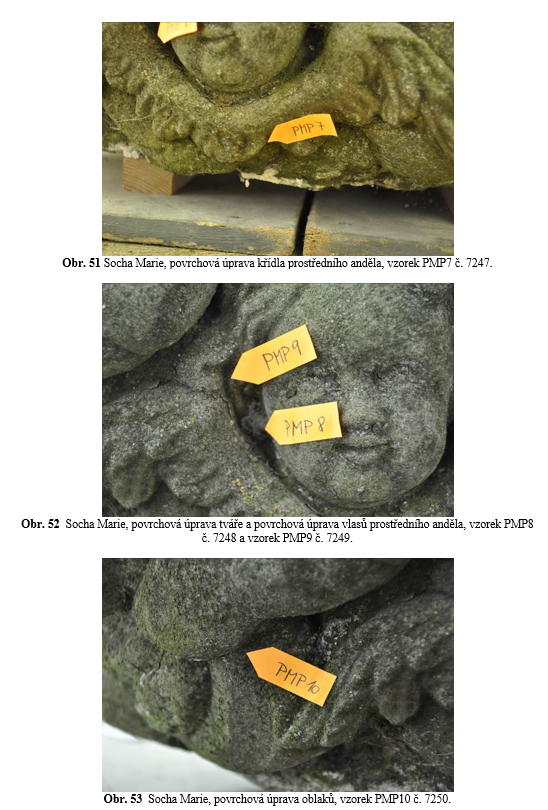 PMP7
Obr. 51 Socha Marie, povrchová úprava křídla prostředního anděla, vzorek PMP7 č. 7247.
PMP9
PMP8
Obr. 52 Socha Marie, povrchová úprava tváře a povrchová úprava vlasů prostředního anděla, vzorek PMP8
č. 7248 a vzorek PMP9 č. 7249.
PMP10
Obr. 53 Socha Marie, povrchová úprava oblaků, vzorek PMP10 č. 7250.